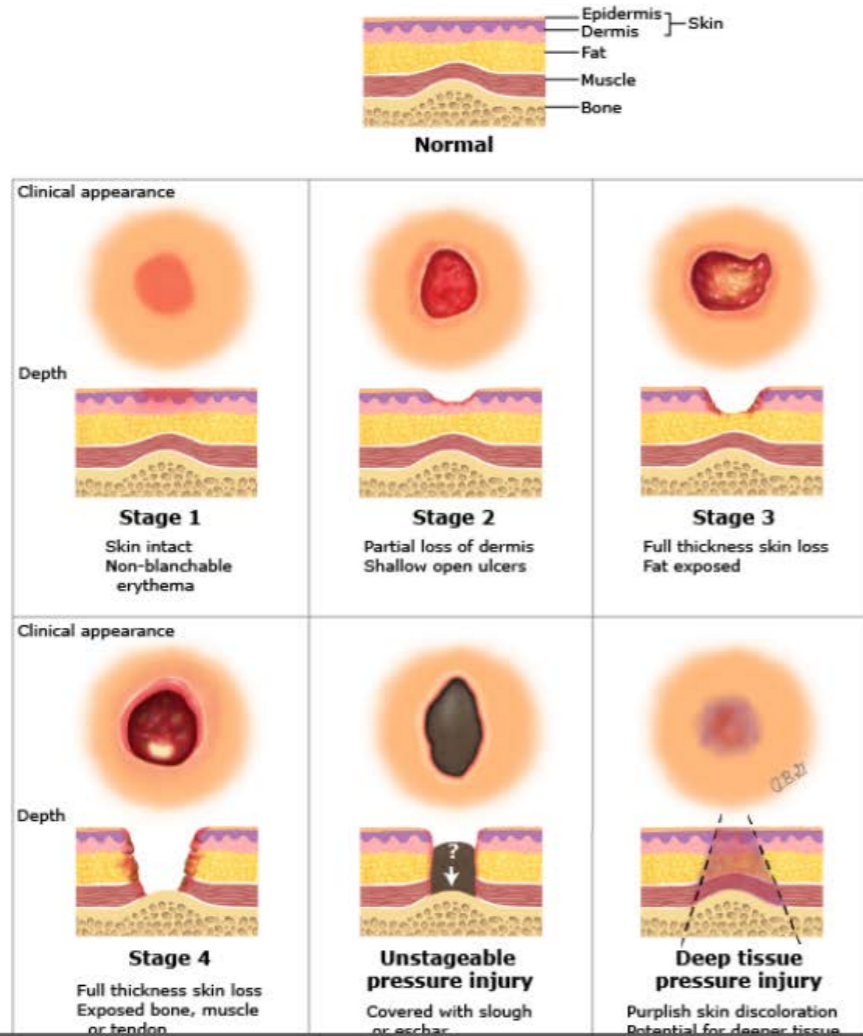 Epidermis
Dermis
Skin
Fat
Muscle
Bone
Normal
Clinical appearance
Depth
Stage 1
Skin intact
Non-blanchable
erythema
Stage 2
Partial loss of dermis
Shallow open ulcers
Stage 3
Full thickness skin loss
Fat exposed
Clinical appearance
Depth
Stage 4
Full thickness skin loss
Exposed bone, muscle
or tendon
?
Unstageable
pressure injury
Covered with slough
or eschar
Deep tissue
pressure injury
Purplish skin discoloration
Potential for deeper tissue